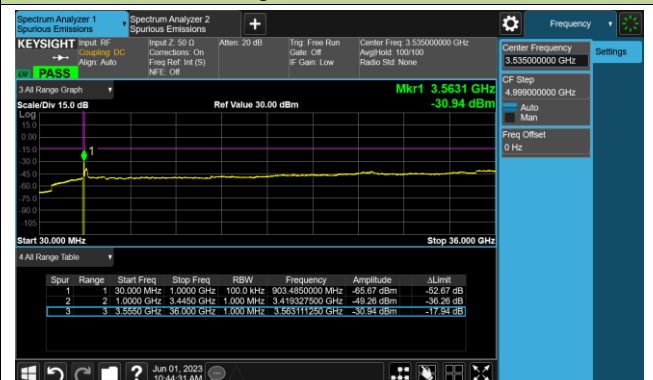 Spectrum Analyzer 1
Spurious Emissions
Spectrum Analyzer 2
Spurious Emissions
+
Frequency
KEYSIGHT
Input: RF
Coupling: DC
Align: Auto
Input Z: 50 Ω
Corrections: On
Freq Ref: Int (S)
NFE: Off
Atten: 20 dB
Trig: Free Run
Gate: Off
IF Gain: Low
Center Freq: 3.535000000 GHz
Avg|Hold: 100/100
Radio Std: None
LXI PASS
Center Frequency
3.535000000 GHz
Settings
CF Step
4.999000000 GHz
Auto
Man
Freq Offset
0 Hz
3 All Range Graph
Mkr1 3.5631 GHz
Scale/Div 15.0 dB
Ref Value 30.00 dBm
-30.94 dBm
Log
15.0
0.00
-15.0
-30.0
-45.0
-60.0
-75.0
-90.0
-105
1
Start 30.000 MHz
Stop 36.000 GHz
4 All Range Table
Spur Range Start Freq Stop Freq RBW Frequency Amplitude ΔLimit
1 1 30.000 MHz 1.0000 GHz 100.0 kHz 903.4850000 MHz -65.67 dBm -52.67 dB
2 2 1.0000 GHz 3.4450 GHz 1.000 MHz 3.419327500 GHz -49.26 dBm -36.26 dB
3 3 3.5550 GHz 36.000 GHz 1.000 MHz 3.563111250 GHz -30.94 dBm -17.94 dB
?
Jun 01, 2023
10:44:31 AM